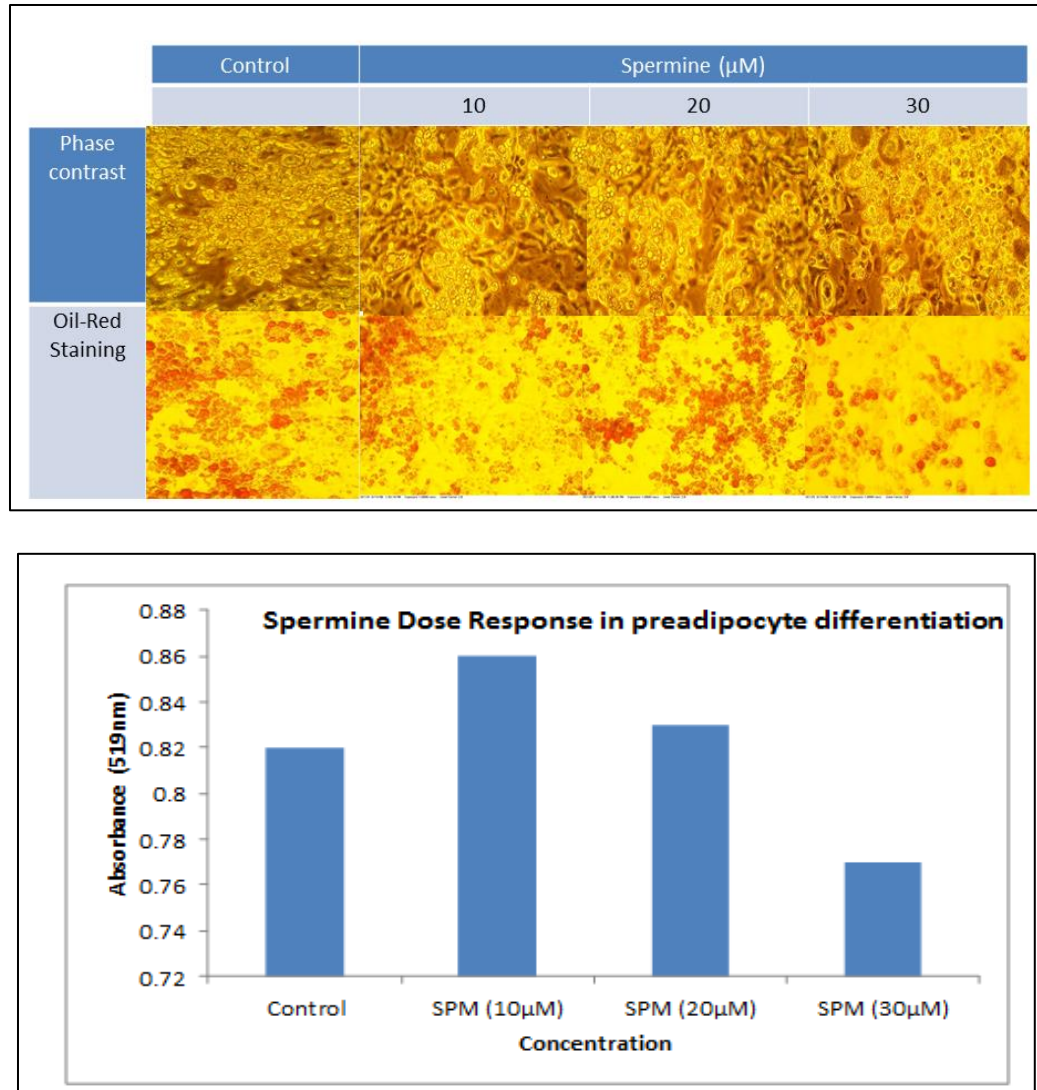 Control Spermine (µM)
10 20 30
Phase
contrast
Oil-Red
Staining
Spermine Dose Response in preadipocyte differentiation
Absorbance (519nm)
0.88
0.86
0.84
0.82
0.8
0.78
0.76
0.74
0.72
Control SPM (10µM) SPM (20µM) SPM (30µM)
Concentration